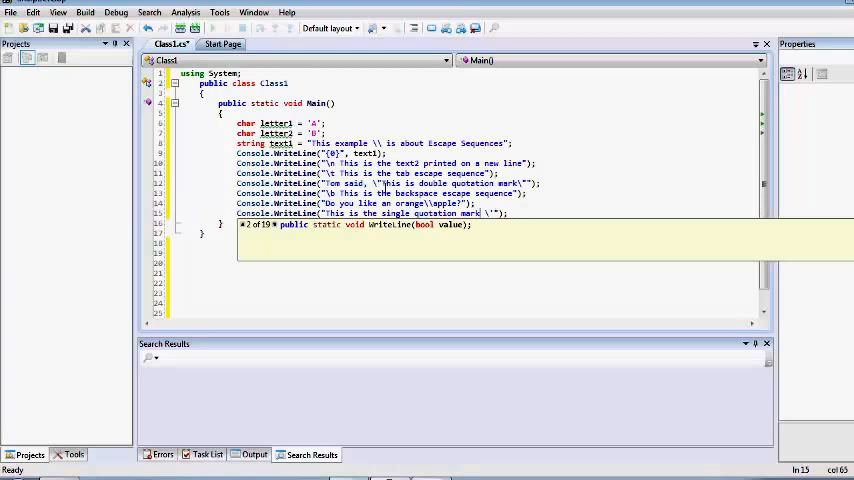 File Edit View Build Debug Search Analysis Tools Window Help
Default layout
Projects
Class1.cs* Start Page
Properties
Class1 Main()
1 using System;
2 public class Class1
3 {
4 public static void Main()
5 {
6 char letter1 = 'A';
7 char letter2 = 'B';
8 string text1 = "This example \\ is about Escape Sequences";
9 Console.WriteLine("{0}", text1);
10 Console.WriteLine("\n This is the text2 printed on a new line");
11 Console.WriteLine("\t This is the tab escape sequence");
12 Console.WriteLine("Tom said, \"This is double quotation mark\"");
13 Console.WriteLine("\b This is the backspace escape sequence");
14 Console.WriteLine("Do you like an orange\\apple?");
15 Console.WriteLine("This is the single quotation mark \'");
16 }
17 }
2 of 19 public static void WriteLine(bool value);
18
19
20
21
22
23
24
25
Search Results
Projects Tools
Errors Task List Output Search Results
Ready
ln 15 col 65